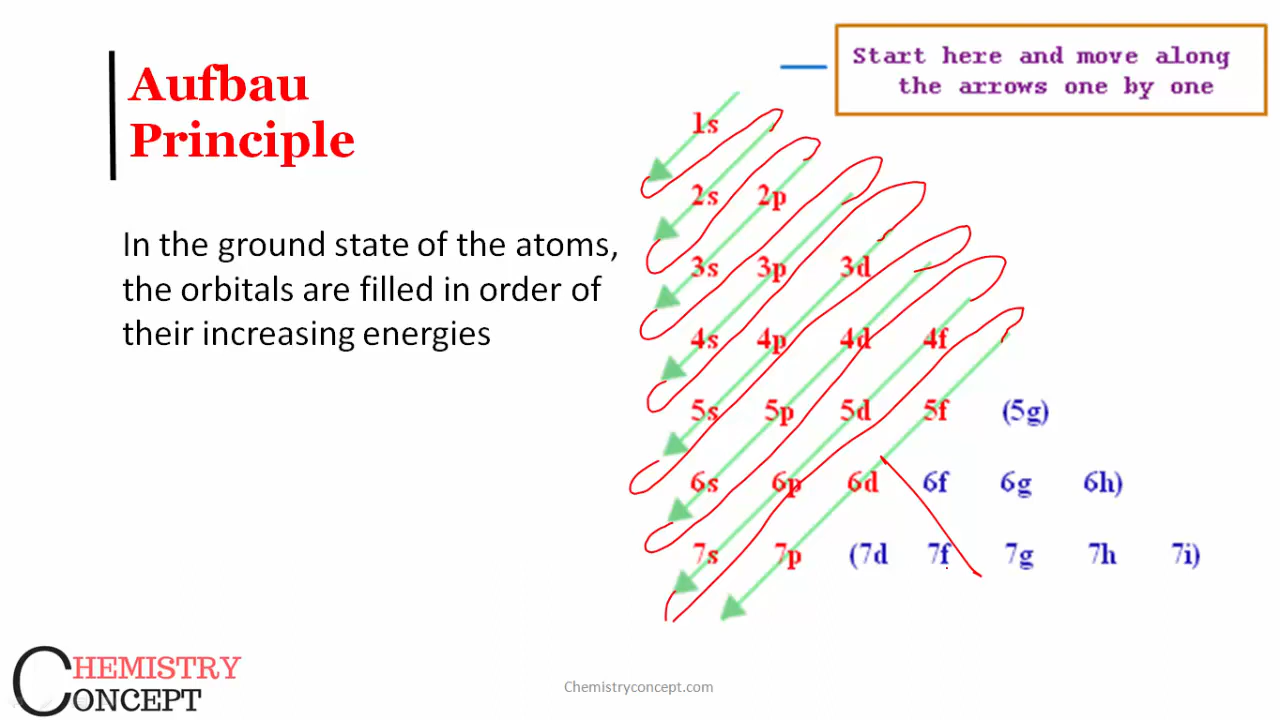 Aufbau
Principle
In the ground state of the atoms,
the orbitals are filled in order of
their increasing energies
Start here and move along
the arrows one by one
1s
2s 2p
3s 3p 3d
4s 4p 4d 4f
5s 5p 5d 5f (5g)
6s 6p 6d 6f 6g 6h)
7s 7p (7d 7f 7g 7h 7i)
CHEMISTRY
CONCEPT
Chemistryconcept.com